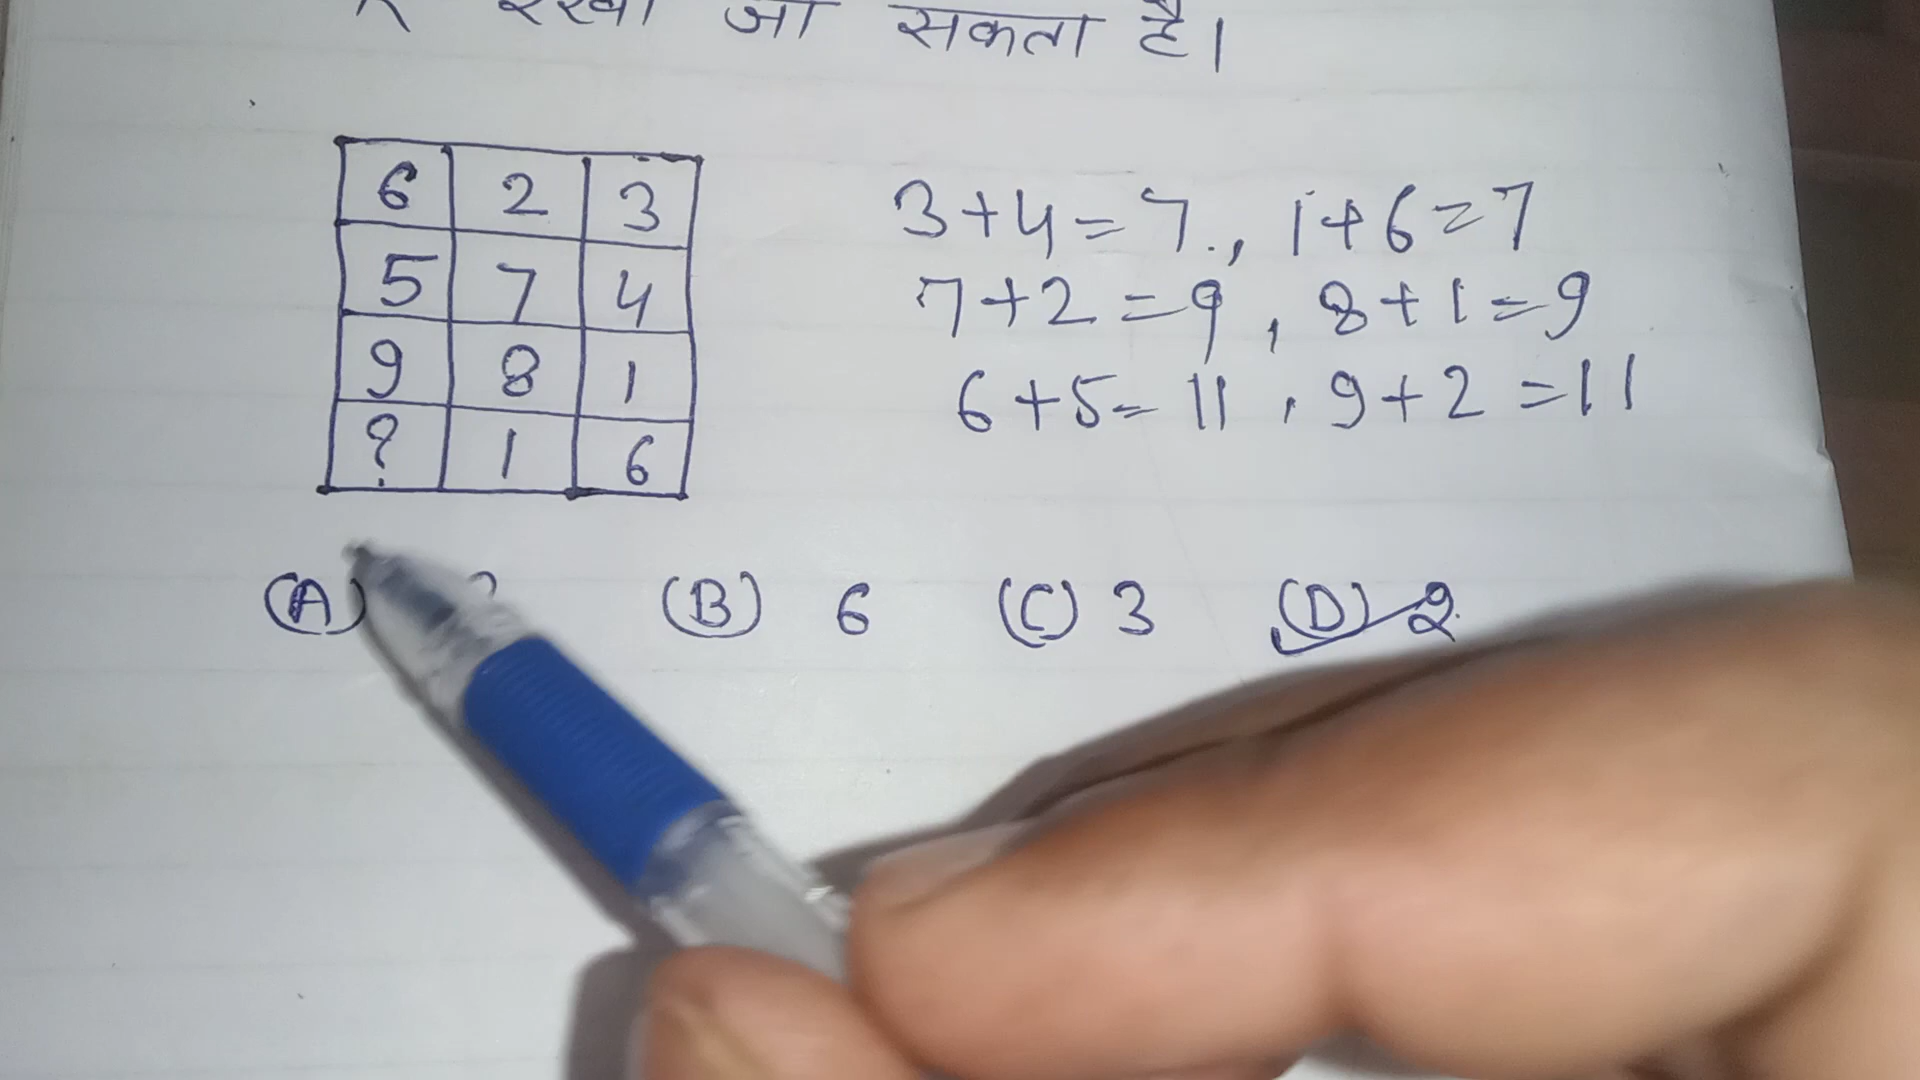 रखा जा सकता है।
6 2 3
5 7 4
9 8 1
? 1 6
3+4=7., 1+6=7
7+2=9, 8+1=9
6+5=11, 9+2=11
(A) (B) 6 (C) 3 (D) 2